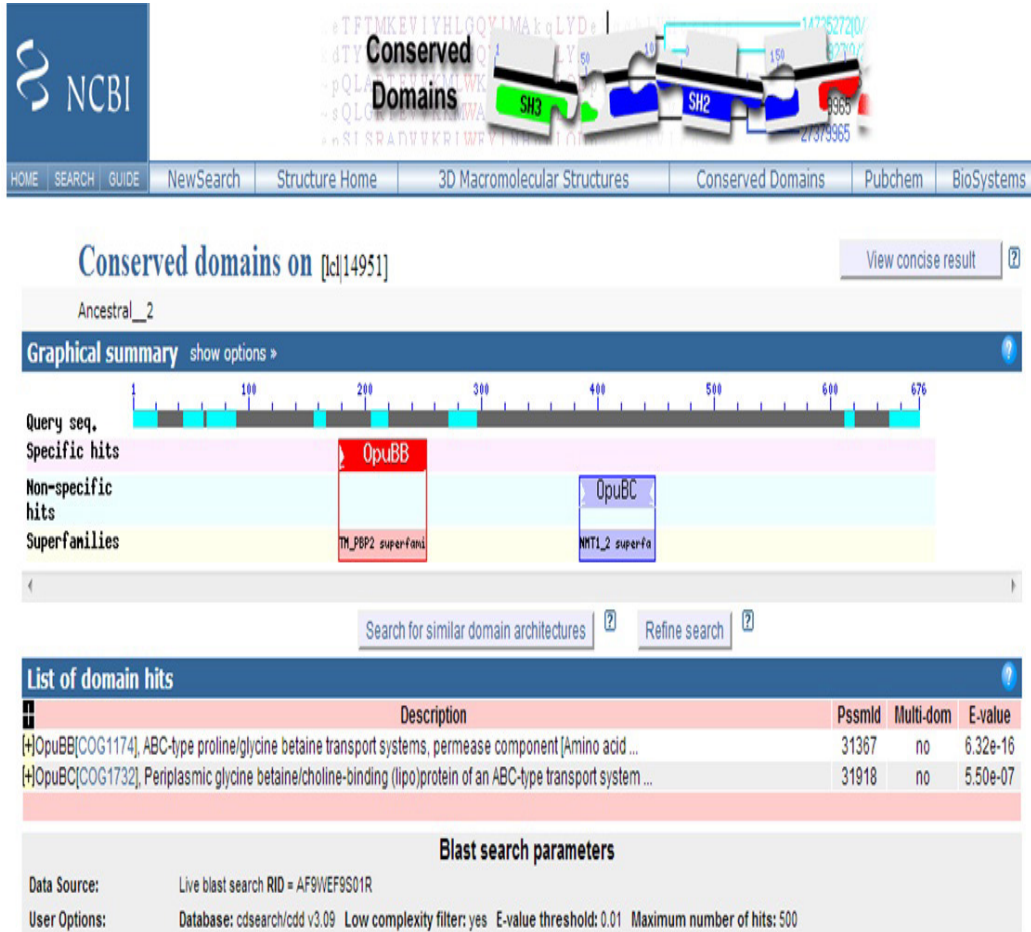 NCBI
Conserved
Domains
SH3
SH2
HOME SEARCH GUIDE NewSearch Structure Home 3D Macromolecular Structures Conserved Domains Pubchem BioSystems
Conserved domains on [lcl|14951]
View concise result ?
Ancestral__2
Graphical summary show options » ?
1 100 200 300 400 500 600 676
Query seq.
Specific hits
OpuBB
Non-specific
hits
OpuBC
Superfamilies
TM_PBP2 superfami
NMT1_2 superfa
Search for similar domain architectures ? Refine search ?
List of domain hits ?
Description PssmId Multi-dom E-value
[+]OpuBB[COG1174], ABC-type proline/glycine betaine transport systems, permease component [Amino acid ... 31367 no 6.32e-16
[+]OpuBC[COG1732], Periplasmic glycine betaine/choline-binding (lipo)protein of an ABC-type transport system ... 31918 no 5.50e-07
Blast search parameters
Data Source: Live blast search RID = AF9WEF9S01R
User Options: Database: cdsearch/cdd v3.09 Low complexity filter: yes E-value threshold: 0.01 Maximum number of hits: 500